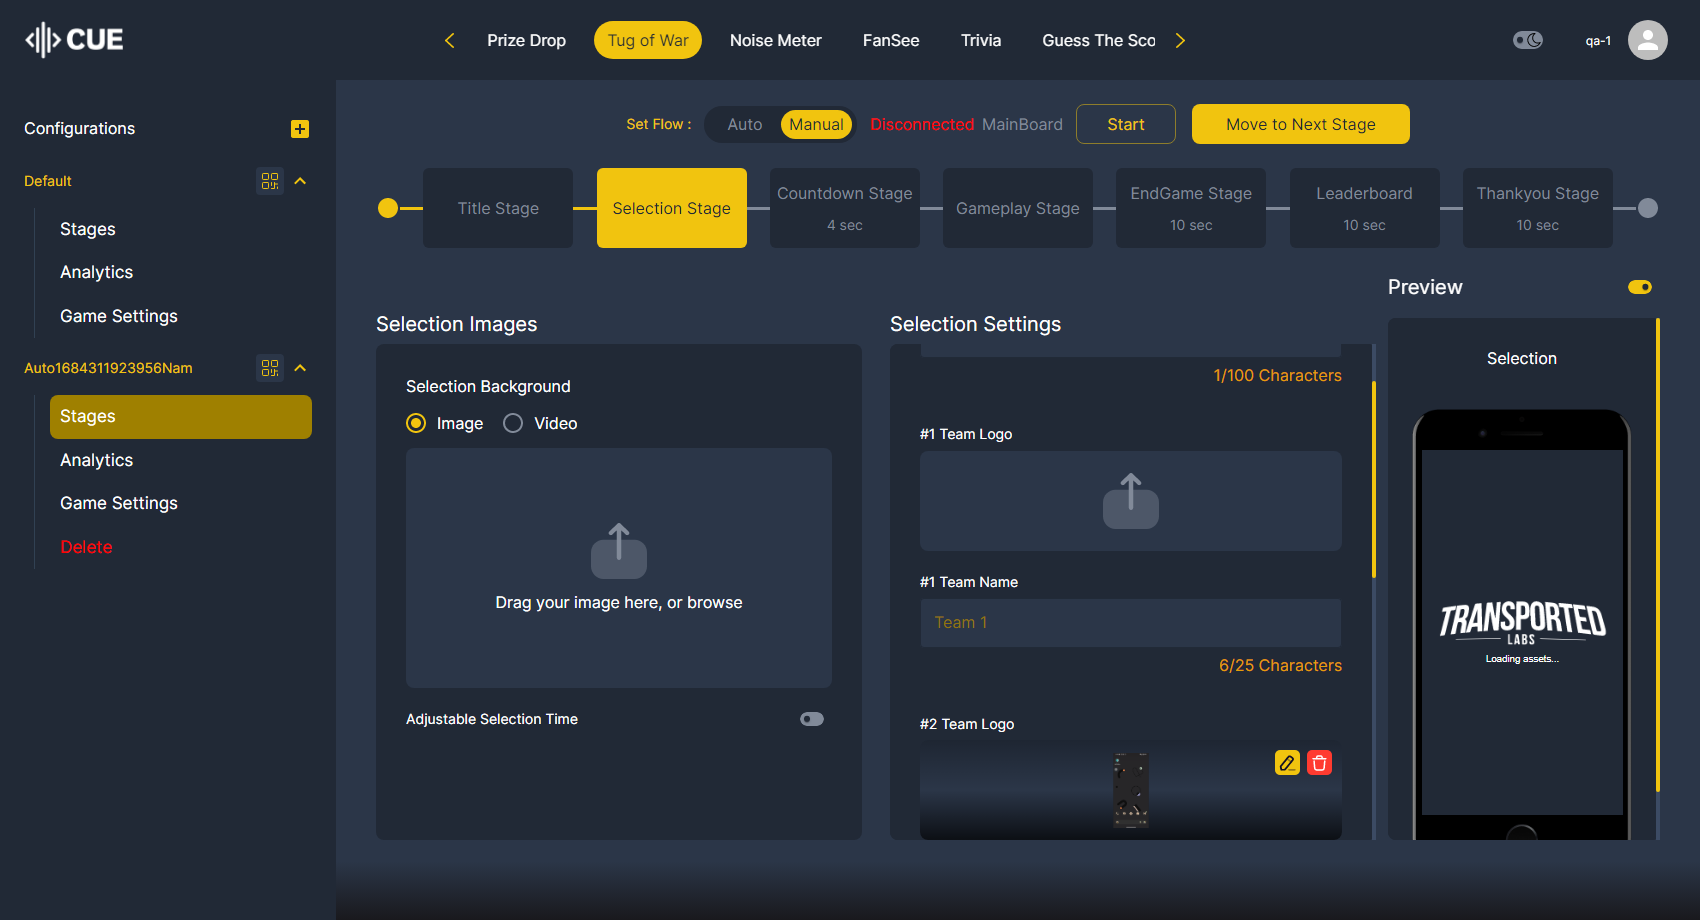 CUE
Prize Drop
Tug of War
Noise Meter
FanSee
Trivia
Guess The Sco
qa-1
Configurations
Default
Stages
Analytics
Game Settings
Auto1684311923956Nam
Stages
Analytics
Game Settings
Delete
Set Flow :
Auto
Manual
Disconnected MainBoard
Start
Move to Next Stage
Title Stage
Selection Stage
Countdown Stage
4 sec
Gameplay Stage
EndGame Stage
10 sec
Leaderboard
10 sec
Thankyou Stage
10 sec
Selection Images
Selection Background
Image
Video
Drag your image here, or browse
Adjustable Selection Time
Selection Settings
1/100 Characters
#1 Team Logo
#1 Team Name
Team 1
6/25 Characters
#2 Team Logo
Preview
Selection
TRANSPORTED
LABS
Loading assets...